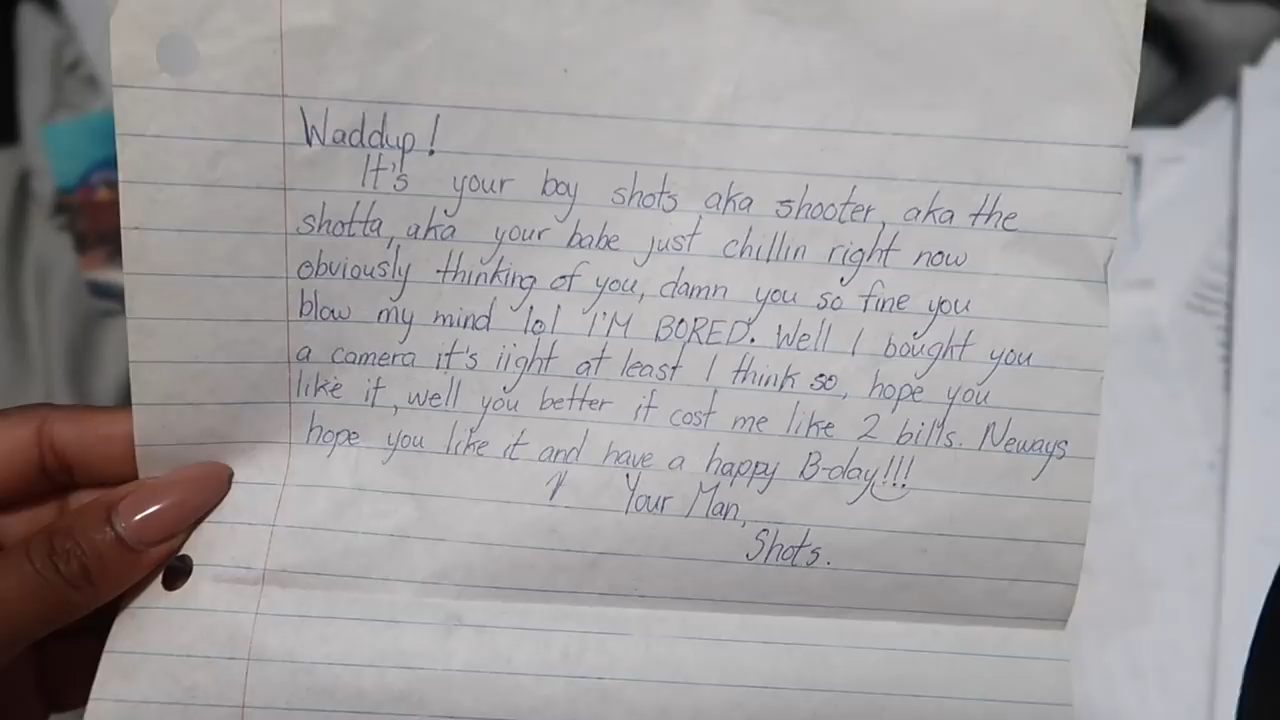 Waddup!
It's your boy shots aka shooter, aka the
shotta, aka your babe just chillin right now
obviously thinking of you, damn you so fine you
blow my mind lol I'M BORED. Well I bought you
a camera it's iight at least I think so, hope you
like it, well you better it cost me like 2 bills. Neways
hope you like it and have a happy B-day!!!
Your Man,
Shots.